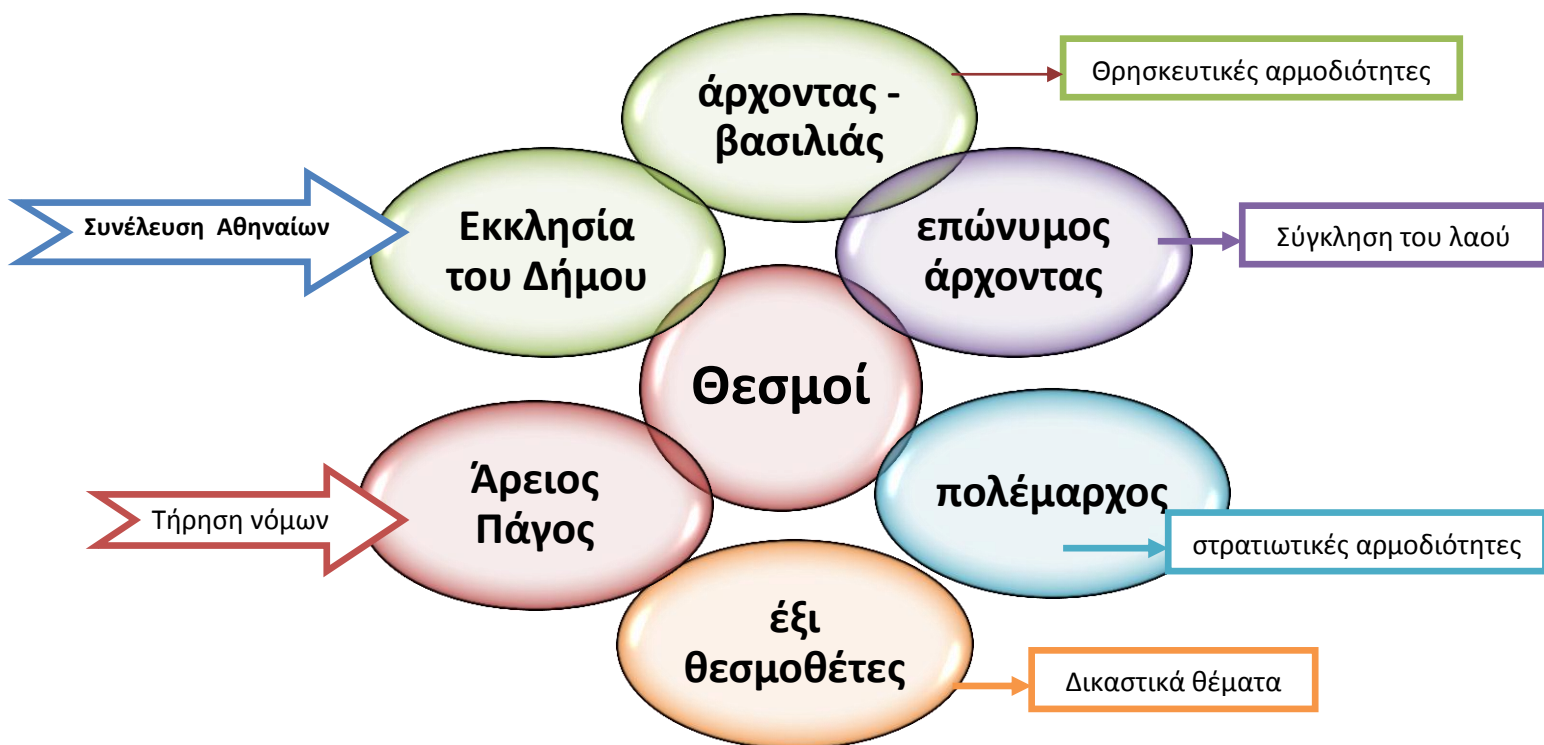 άρχοντας -
βασιλιάς
Θρησκευτικές αρμοδιότητες
Συνέλευση Αθηναίων
Εκκλησία
του Δήμου
επώνυμος
άρχοντας
Σύγκληση του λαού
Θεσμοί
Τήρηση νόμων
Άρειος
Πάγος
πολέμαρχος
στρατιωτικές αρμοδιότητες
έξι
θεσμοθέτες
Δικαστικά θέματα